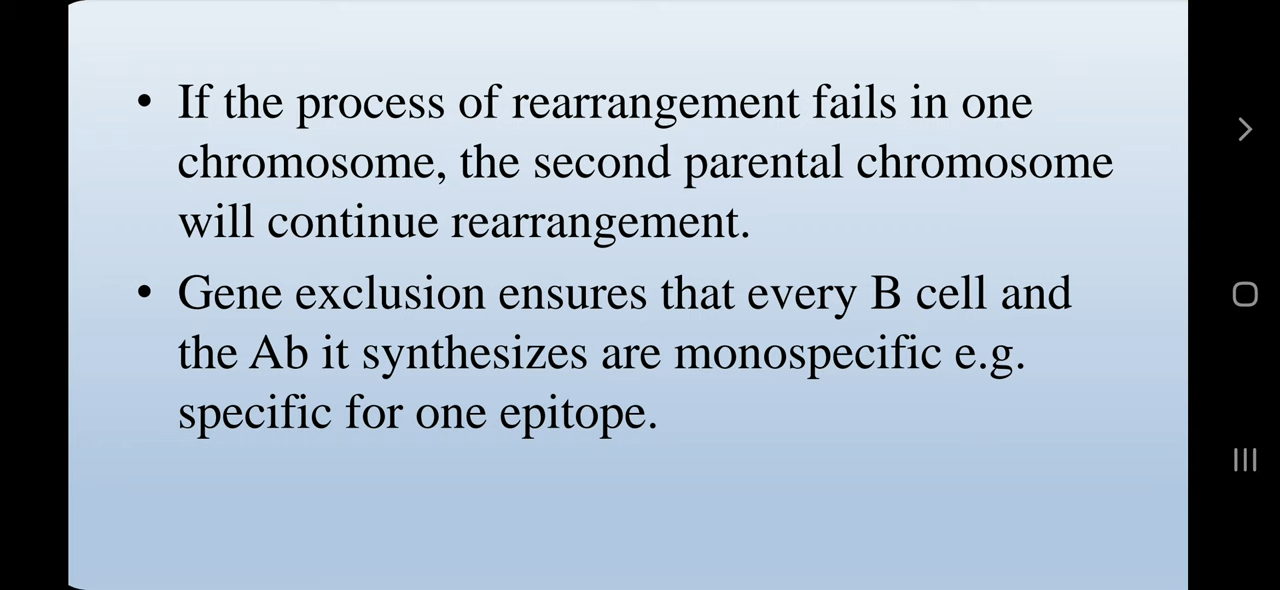 • If the process of rearrangement fails in one
chromosome, the second parental chromosome
will continue rearrangement.
• Gene exclusion ensures that every B cell and
the Ab it synthesizes are monospecific e.g.
specific for one epitope.